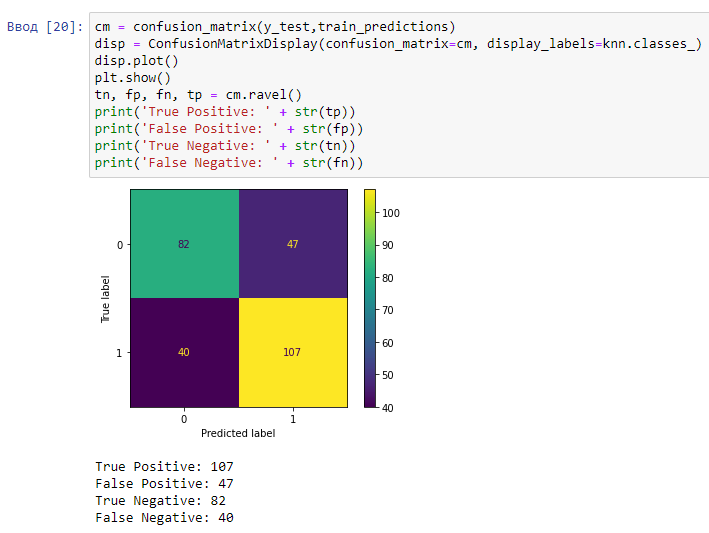 Ввод [20]: cm = confusion_matrix(y_test,train_predictions)
disp = ConfusionMatrixDisplay(confusion_matrix=cm, display_labels=knn.classes_)
disp.plot()
plt.show()
tn, fp, fn, tp = cm.ravel()
print('True Positive: ' + str(tp))
print('False Positive: ' + str(fp))
print('True Negative: ' + str(tn))
print('False Negative: ' + str(fn))
100
90
80
70
60
50
40
0
82
47
True label
1
40
107
0
1
Predicted label
True Positive: 107
False Positive: 47
True Negative: 82
False Negative: 40